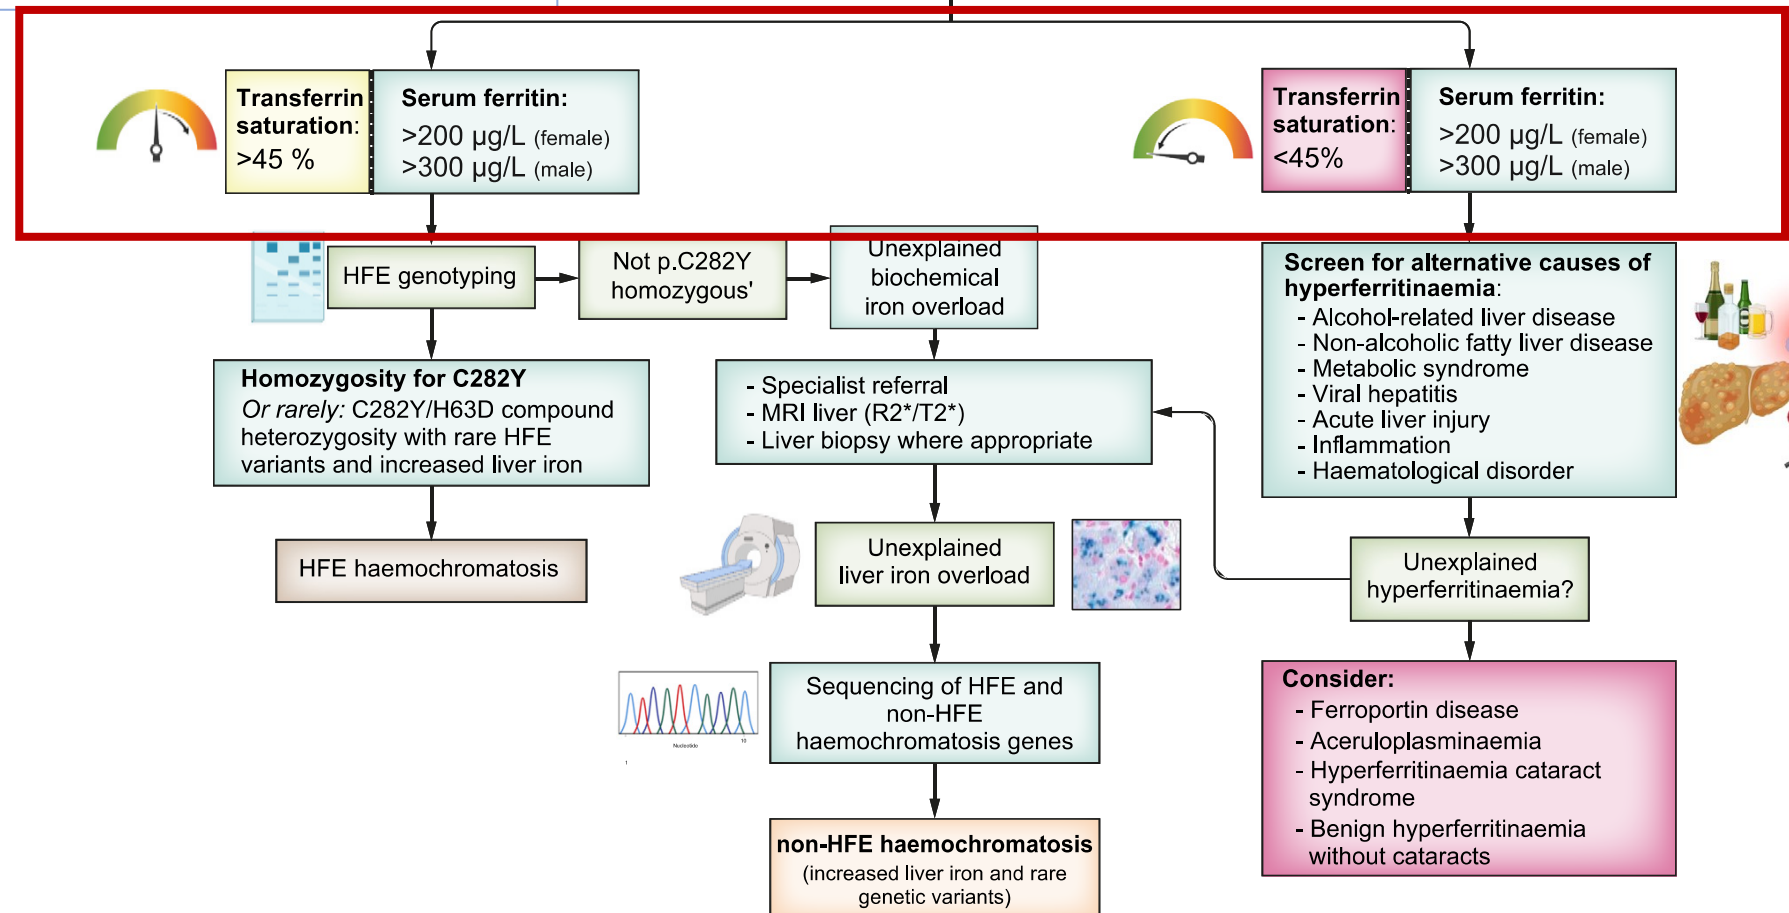 Transferrin
saturation:
>45 %
Serum ferritin:
>200 µg/L (female)
>300 µg/L (male)
Transferrin
saturation:
<45%
Serum ferritin:
>200 µg/L (female)
>300 µg/L (male)
HFE genotyping
Not p.C282Y
homozygous'
Unexplained
biochemical
iron overload
Screen for alternative causes of
hyperferritinaemia:
- Alcohol-related liver disease
- Non-alcoholic fatty liver disease
- Metabolic syndrome
- Viral hepatitis
- Acute liver injury
- Inflammation
- Haematological disorder
Homozygosity for C282Y
Or rarely: C282Y/H63D compound
heterozygosity with rare HFE
variants and increased liver iron
- Specialist referral
- MRI liver (R2*/T2*)
- Liver biopsy where appropriate
HFE haemochromatosis
Unexplained
liver iron overload
Unexplained
hyperferritinaemia?
Sequencing of HFE and
non-HFE
haemochromatosis genes
Nucleotide
10
1
Consider:
- Ferroportin disease
- Aceruloplasminaemia
- Hyperferritinaemia cataract
syndrome
- Benign hyperferritinaemia
without cataracts
non-HFE haemochromatosis
(increased liver iron and rare
genetic variants)